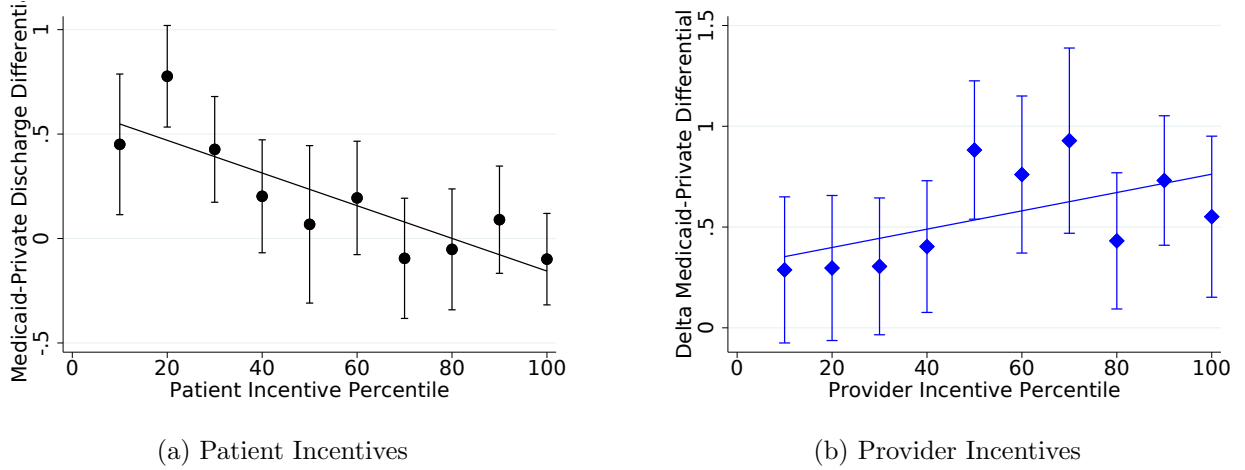 Medicaid-Private Discharge Differenti
1
.5
0
-.5
0 20 40 60 80 100
Patient Incentive Percentile
(a) Patient Incentives
Delta Medicaid-Private Differential
1.5
1
.5
0
0 20 40 60 80 100
Provider Incentive Percentile
(b) Provider Incentives